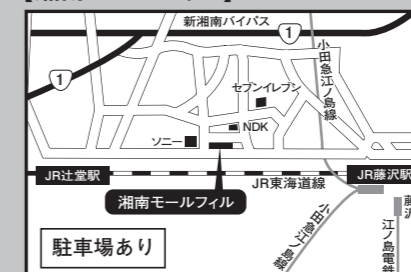 新湘南バイパス
1
1
小田急江ノ島線
セブンイレブン
NDK
ソニー
JR辻堂駅
JR東海道線
JR藤沢駅
湘南モールフィル
小田急江ノ島線
江ノ島電鉄
駐車場あり